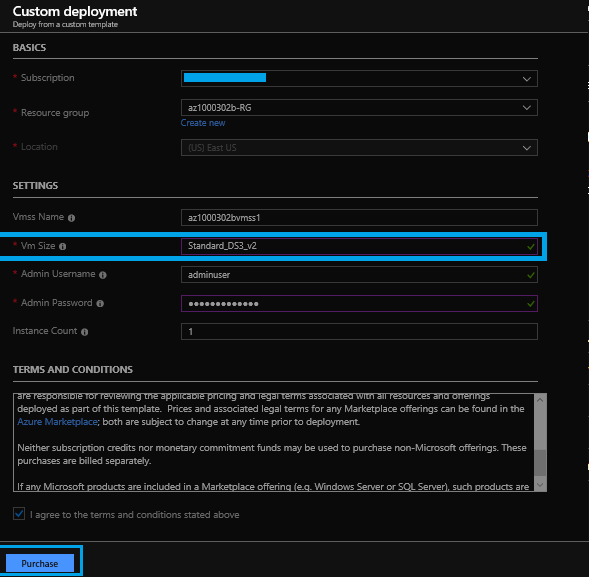 Custom deployment
Deploy from a custom template
BASICS
* Subscription
* Resource group
az1000302b-RG
Create new
* Location
(US) East US
SETTINGS
Vmss Name
az1000302bvmss1
* Vm Size
Standard_DS3_v2
* Admin Username
adminuser
* Admin Password
•••••••••••••
Instance Count
1
TERMS AND CONDITIONS
are responsible for reviewing the applicable pricing and legal terms associated with all resources and offerings
deployed as part of this template. Prices and associated legal terms for any Marketplace offerings can be found in the
Azure Marketplace; both are subject to change at any time prior to deployment.
Neither subscription credits nor monetary commitment funds may be used to purchase non-Microsoft offerings. These
purchases are billed separately.
If any Microsoft products are included in a Marketplace offering (e.g. Windows Server or SQL Server), such products are
I agree to the terms and conditions stated above
Purchase